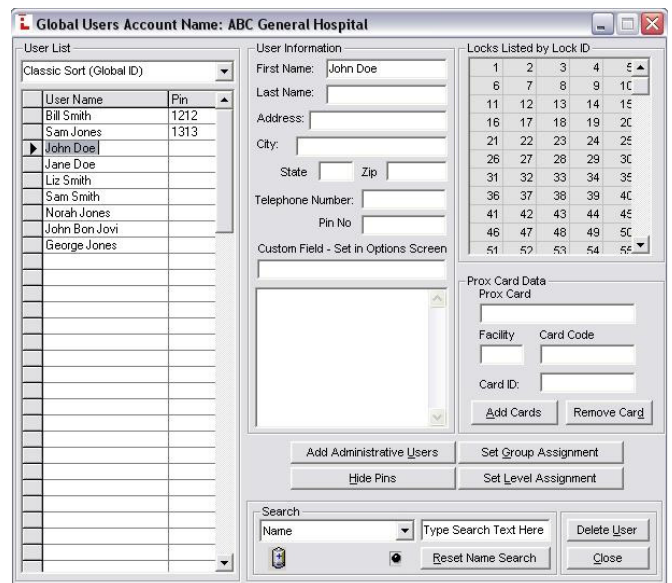 Global Users Account Name: ABC General Hospital
User List
Classic Sort (Global ID)
User Name Pin
Bill Smith 1212
Sam Jones 1313
John Doe
Jane Doe
Liz Smith
Sam Smith
Norah Jones
John Bon Jovi
George Jones
User Information
First Name: John Doe
Last Name:
Address:
City:
State Zip
Telephone Number:
Pin No
Custom Field - Set in Options Screen
Locks Listed by Lock ID
1 2 3 4
6 7 8 9
11 12 13 14
16 17 18 19
21 22 23 24
26 27 28 29
31 32 33 34
36 37 38 39
41 42 43 44
46 47 48 49
51 52 53 54
Prox Card Data
Prox Card
Facility Card Code
Card ID:
Add Cards Remove Card
Add Administrative Users Set Group Assignment
Hide Pins Set Level Assignment
Search
Name Type Search Text Here Delete User
Reset Name Search Close